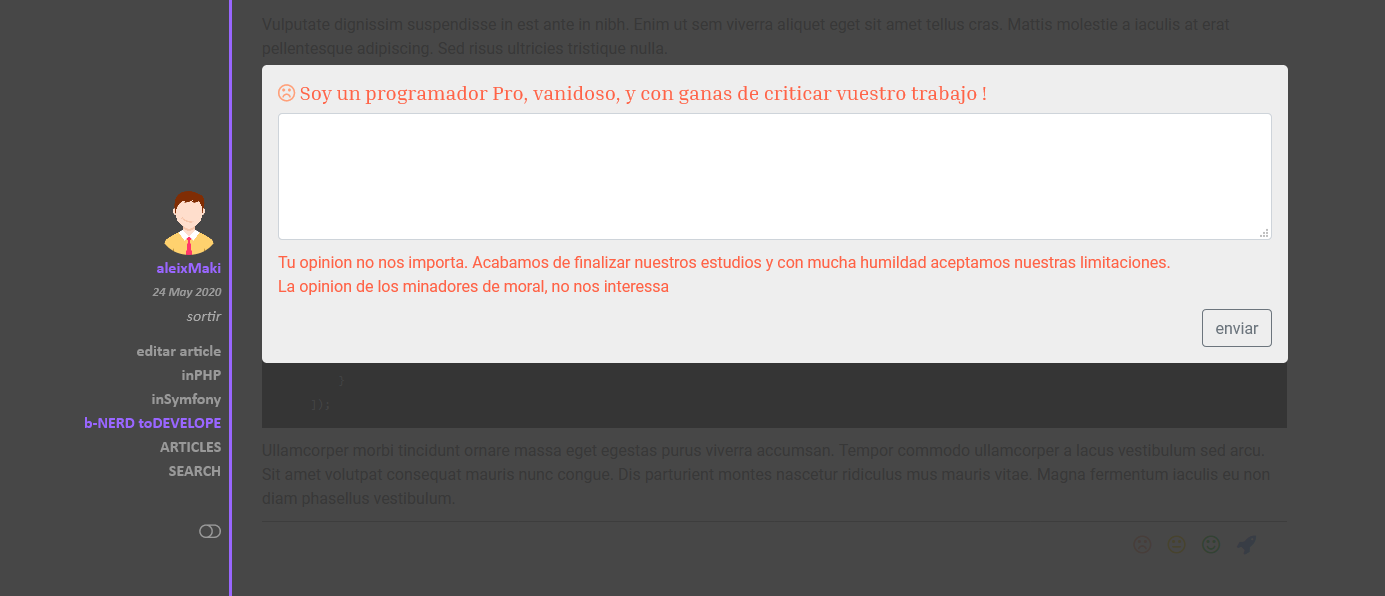 Vulputate dignissim suspendisse in est ante in nibh. Enim ut sem viverra aliquet eget sit amet tellus cras. Mattis molestie a iaculis at erat
pellentesque adipiscing. Sed risus ultricies tristique nulla.
Soy un programador Pro, vanidoso, y con ganas de criticar vuestro trabajo !
Tu opinion no nos importa. Acabamos de finalizar nuestros estudios y con mucha humildad aceptamos nuestras limitaciones.
La opinion de los minadores de moral, no nos interessa
enviar
aleixMaki
24 May 2020
sortir
editar article
inPHP
inSymfony
b-NERD toDEVELOPE
ARTICLES
SEARCH
}
});
Ullamcorper morbi tincidunt ornare massa eget egestas purus viverra accumsan. Tempor commodo ullamcorper a lacus vestibulum sed arcu.
Sit amet volutpat consequat mauris nunc congue. Dis parturient montes nascetur ridiculus mus mauris vitae. Magna fermentum iaculis eu non
diam phasellus vestibulum.